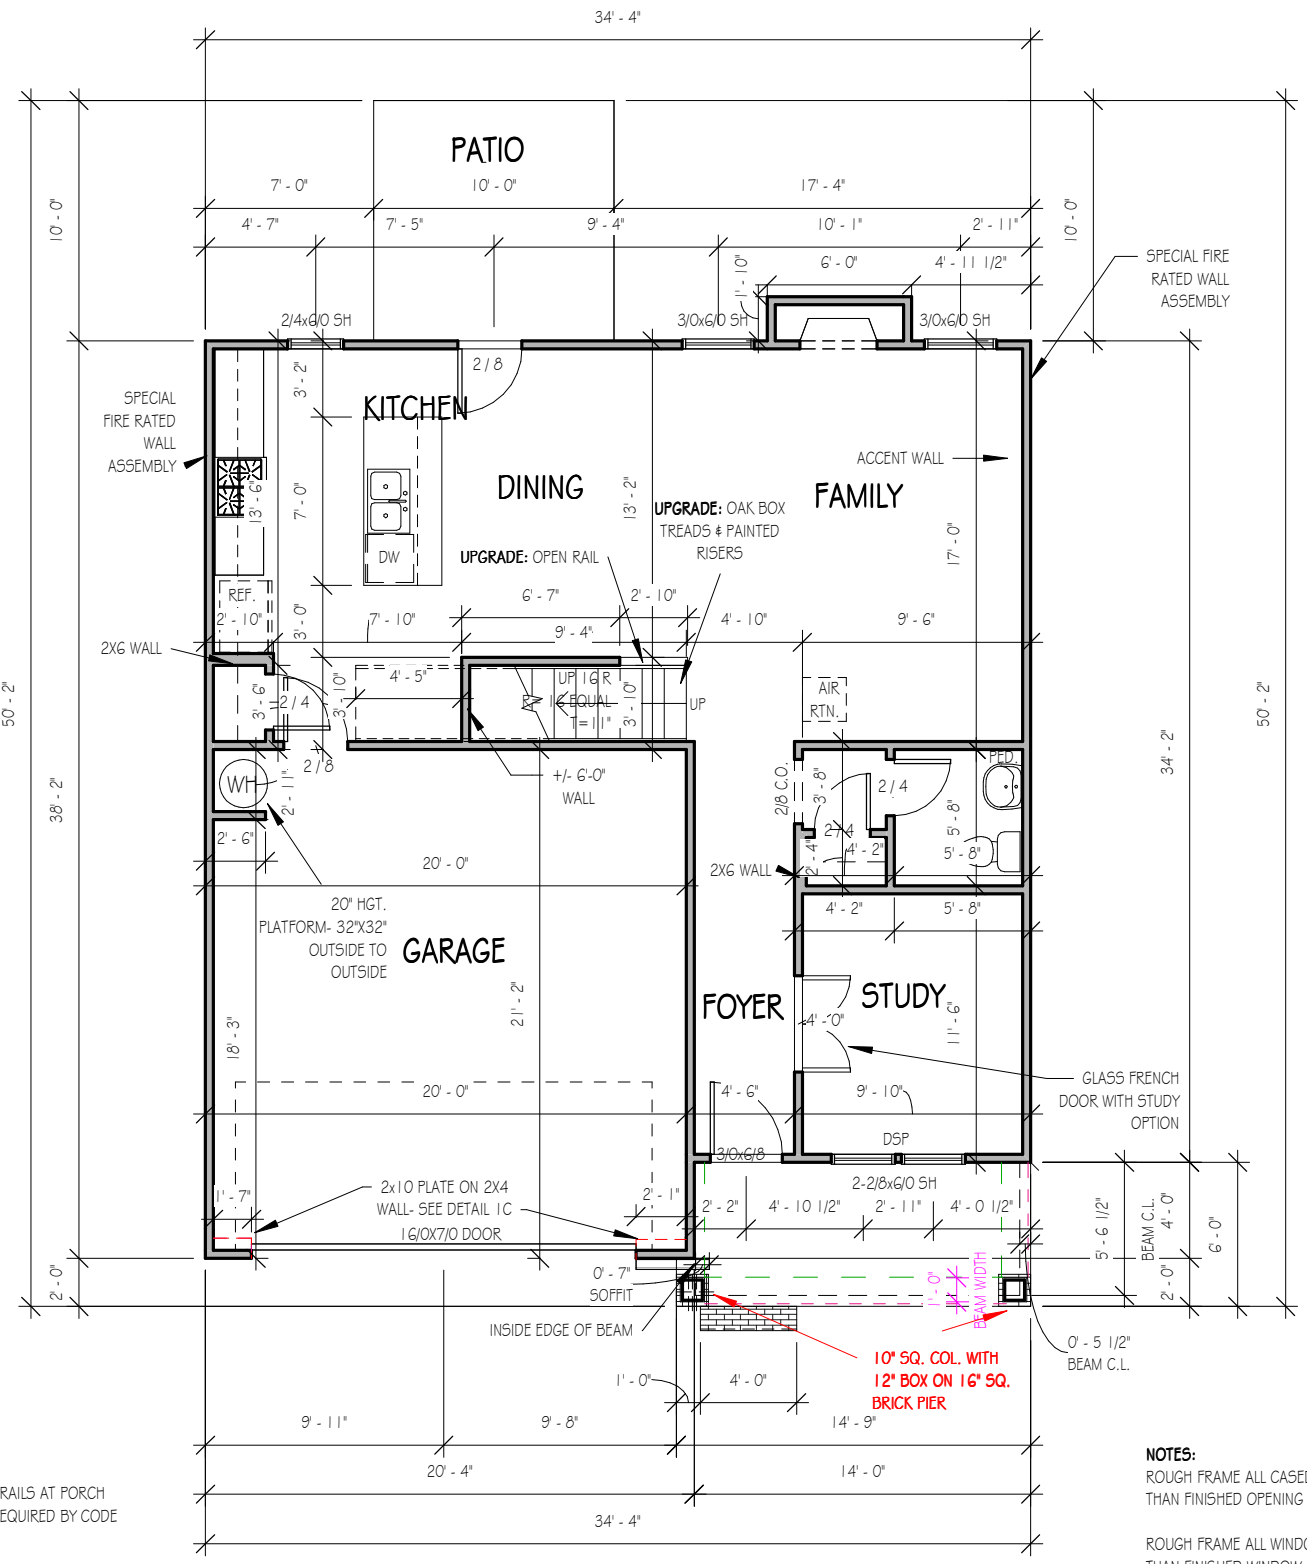 34' - 4"
PATIO
7' - 0"
10' - 0"
17' - 4"
4' - 7"
7' - 5"
9' - 4"
10' - 1"
2' - 11"
10' - 0"
10' - 0"
6' - 0"
4' - 11 1/2"
1' - 10"
SPECIAL FIRE
RATED WALL
ASSEMBLY
2/4x6/0 SH
3/0x6/0 SH
3/0x6/0 SH
2 / 8
3' - 2"
KITCHEN
SPECIAL
FIRE RATED
WALL
ASSEMBLY
ACCENT WALL
DINING
FAMILY
13' - 6"
7' - 0"
13' - 2"
UPGRADE: OAK BOX
TREADS & PAINTED
RISERS
17' - 0"
DW
UPGRADE: OPEN RAIL
REF.
6' - 7"
2' - 10"
2' - 10"
3' - 0"
7' - 10"
9' - 4"
4' - 10"
9' - 6"
2X6 WALL
4' - 5"
UP 16 R
16 EQUAL
T=11"
UP
AIR
RTN.
3' - 6"
2 / 4
3' - 10"
3' - 10"
50' - 2"
50' - 2"
34' - 2"
38' - 2"
2 / 8
WH
2' - 11"
+/- 6'-0"
WALL
2/8 C.O.
3' - 8"
2 / 4
PED.
5' - 8"
5' - 8"
2' - 6"
20' - 0"
2/4
4' - 2"
2' - 4"
2X6 WALL
20" HGT.
PLATFORM- 32"X32"
OUTSIDE TO
OUTSIDE
4' - 2"
5' - 8"
GARAGE
FOYER
STUDY
21' - 2"
18' - 3"
4' - 0"
11' - 6"
20' - 0"
4' - 6"
9' - 10"
GLASS FRENCH
DOOR WITH STUDY
OPTION
DSP
3/0x6/8
2-2/8x6/0 SH
1' - 7"
2x10 PLATE ON 2X4
WALL- SEE DETAIL 1C
16/0X7/0 DOOR
2' - 1"
2' - 2"
4' - 10 1/2"
2' - 11"
4' - 0 1/2"
5' - 6 1/2"
BEAM C.L.
4' - 0"
6' - 0"
2' - 0"
2' - 0"
0' - 7"
SOFFIT
1' - 0"
BEAM WIDTH
INSIDE EDGE OF BEAM
0' - 5 1/2"
BEAM C.L.
10" SQ. COL. WITH
12" BOX ON 16" SQ.
BRICK PIER
1' - 0"
4' - 0"
9' - 11"
9' - 8"
14' - 9"
20' - 4"
14' - 0"
34' - 4"
RAILS AT PORCH
EQUIRED BY CODE
NOTES:
ROUGH FRAME ALL CASED
THAN FINISHED OPENING
ROUGH FRAME ALL WINDO
THAN FINISHED WINDOW